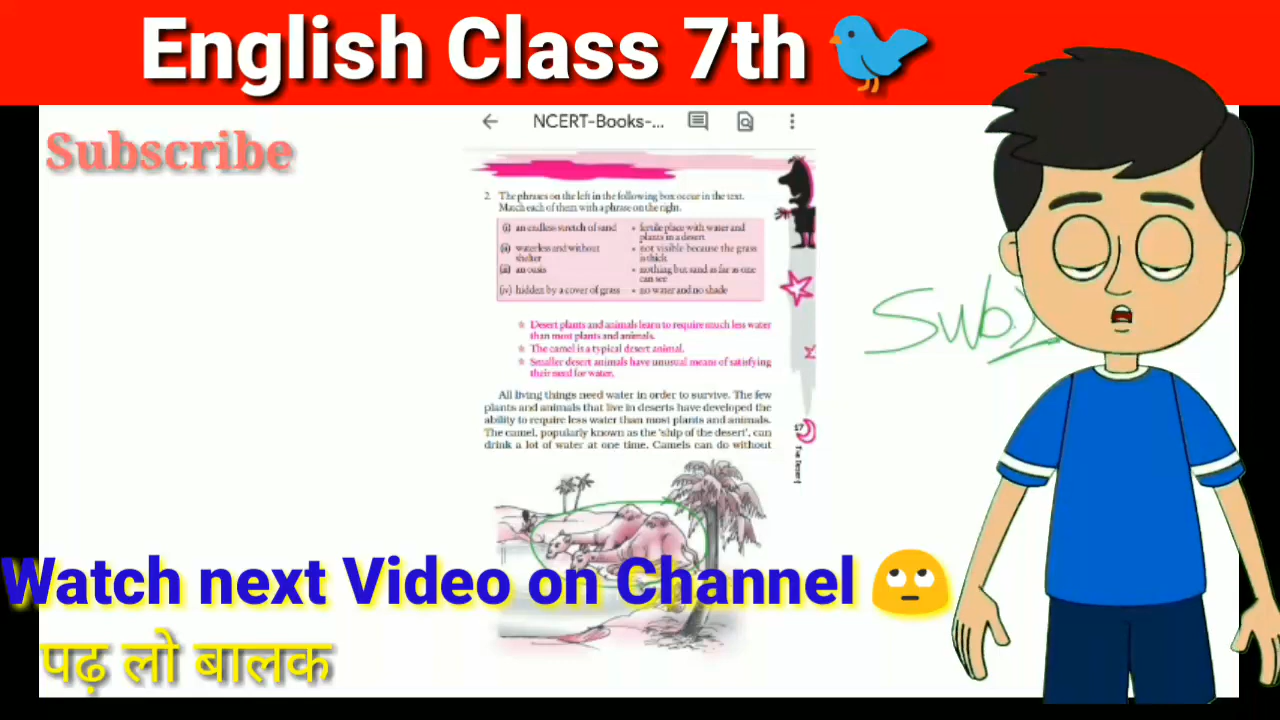 English Class 7th
Subscribe
NCERT-Books-...
2. The phrases on the left in the following box occur in the text.
Match each of them with a phrase on the right.
(i) an endless stretch of sand
• fertile place with water and
plants in a desert
(ii) waterless and without
shelter
• not visible because the grass
is thick
(iii) an oasis
• nothing but sand as far as one
can see
(iv) hidden by a cover of grass
• no water and no shade
Desert plants and animals learn to require much less water
than most plants and animals.
The camel is a typical desert animal.
Smaller desert animals have unusual means of satisfying
their need for water.
All living things need water in order to survive. The few
plants and animals that live in deserts have developed the
ability to require less water than most plants and animals.
The camel, popularly known as the 'ship of the desert', can
drink a lot of water at one time. Camels can do without
17
The Desert
Watch next Video on Channel
पढ़ लो बालक